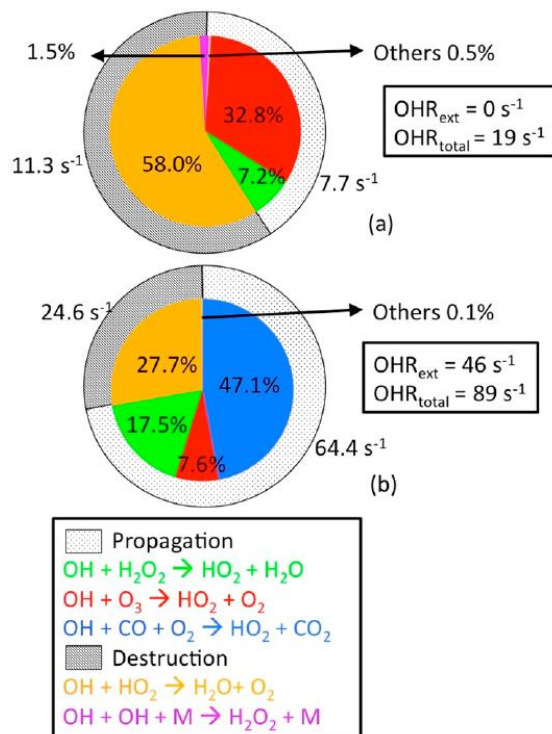 1.5%
Others 0.5%
32.8%
OHR_ext = 0 s⁻¹
OHR_total = 19 s⁻¹
58.0%
7.2%
11.3 s⁻¹
7.7 s⁻¹
(a)
24.6 s⁻¹
Others 0.1%
27.7%
47.1%
OHR_ext = 46 s⁻¹
OHR_total = 89 s⁻¹
17.5%
7.6%
64.4 s⁻¹
(b)
Propagation
OH + H₂O₂ → HO₂ + H₂O
OH + O₃ → HO₂ + O₂
OH + CO + O₂ → HO₂ + CO₂
Destruction
OH + HO₂ → H₂O+ O₂
OH + OH + M → H₂O₂ + M